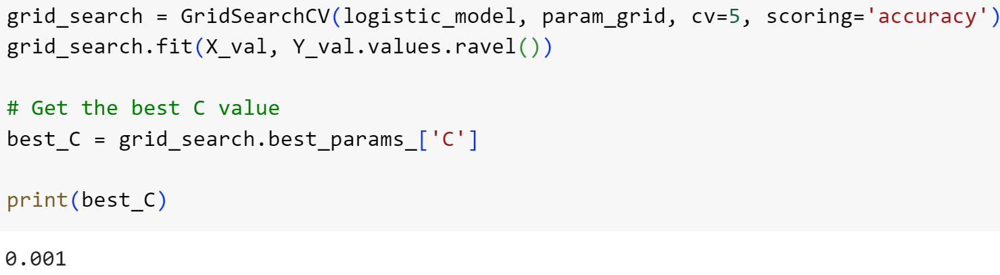 grid_search = GridSearchCV(logistic_model, param_grid, cv=5, scoring='accuracy')
grid_search.fit(X_val, Y_val.values.ravel())
# Get the best C value
best_C = grid_search.best_params_['C']
print(best_C)
0.001